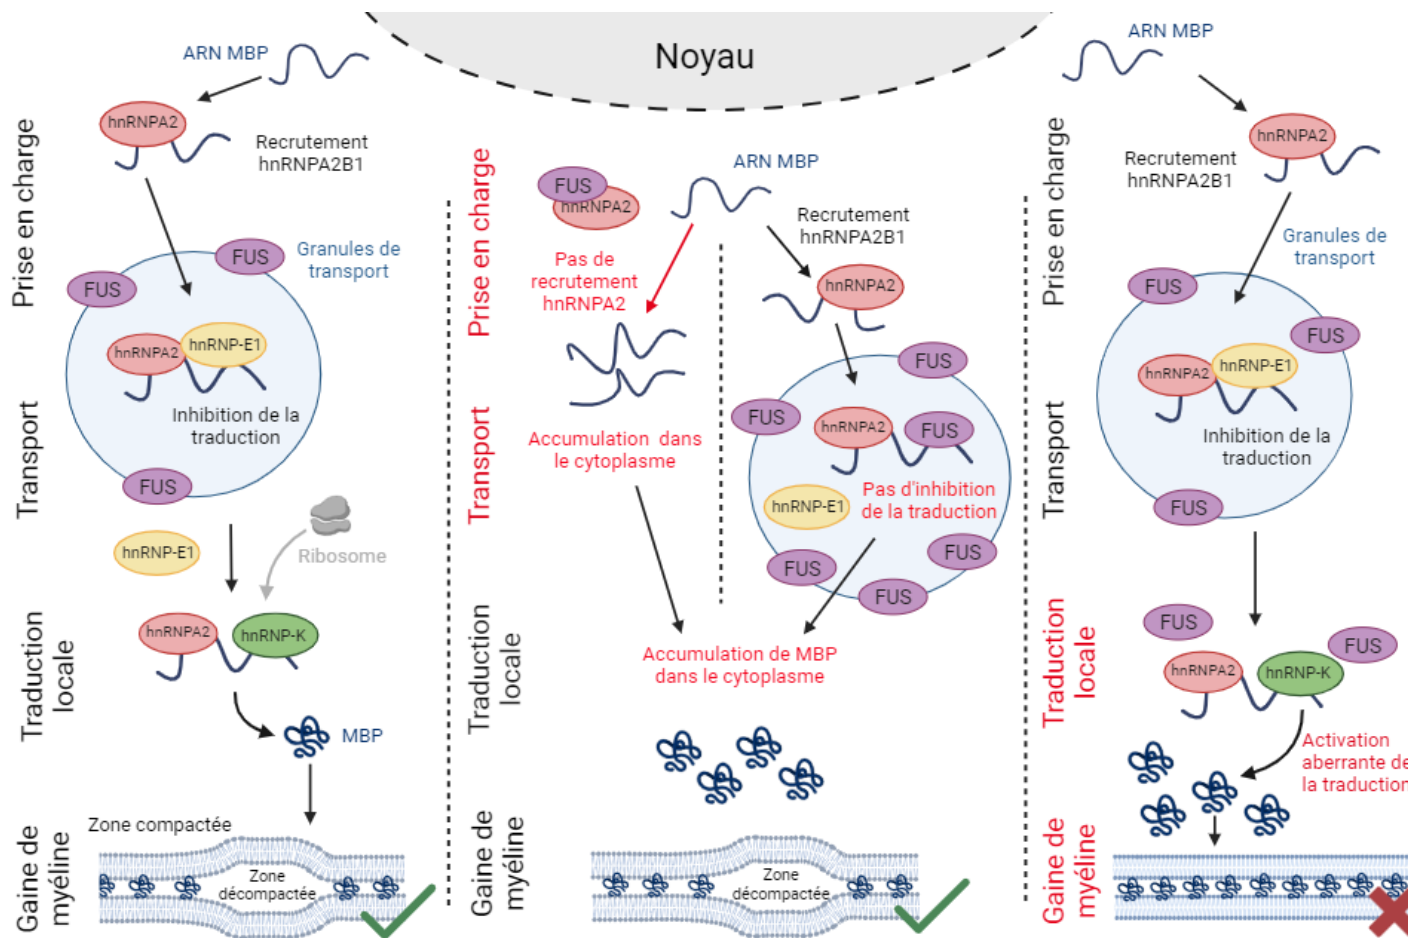 Noyau
ARN MBP
hnRNPA2
Recrutement
hnRNPA2B1
Prise en charge
FUS
FUS
Granules de
transport
hnRNPA2
hnRNP-E1
Inhibition de la
traduction
FUS
Transport
hnRNP-E1
Ribosome
hnRNPA2
hnRNP-K
Traduction
locale
MBP
Zone compactée
Zone
décompactée
Gaine de
myéline
Prise en charge
FUS
hnRNPA2
ARN MBP
Pas de
recrutement
hnRNPA2
Recrutement
hnRNPA2B1
hnRNPA2
Transport
Accumulation dans
le cytoplasme
FUS
FUS
hnRNPA2
FUS
hnRNP-E1
Pas d'inhibition
de la traduction
FUS
FUS
FUS
Traduction
locale
Accumulation de MBP
dans le cytoplasme
Gaine de
myéline
Zone
décompactée
ARN MBP
hnRNPA2
Recrutement
hnRNPA2B1
Prise en charge
Granules de
transport
FUS
FUS
hnRNPA2
hnRNP-E1
Inhibition de la
traduction
FUS
Transport
FUS
FUS
hnRNPA2
hnRNP-K
Traduction
locale
Activation
aberrante de
la traduction
Gaine de
myéline